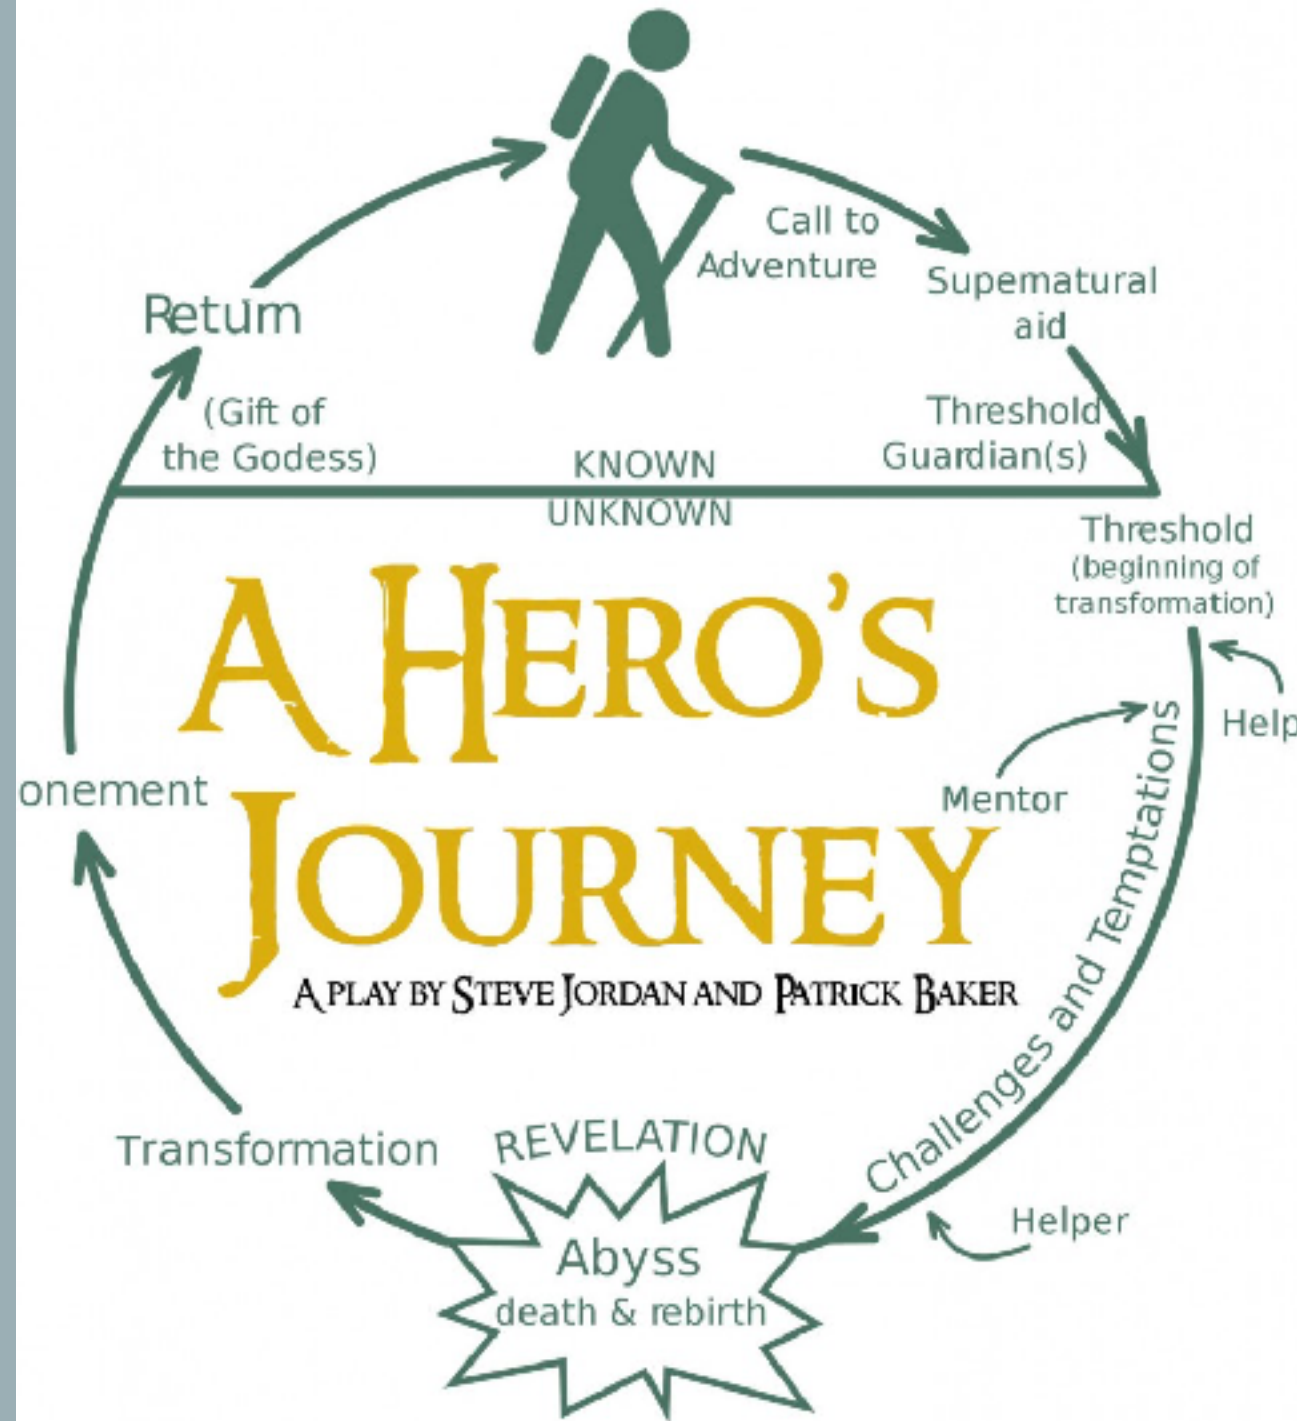 Call to
Adventure
Supernatural
aid
Return
(Gift of
the Godess)
Threshold
Guardian(s)
KNOWN
UNKNOWN
Threshold
(beginning of
transformation)
Help
A HERO'S
JOURNEY
Mentor
onement
Challenges and Temptations
A PLAY BY STEVE JORDAN AND PATRICK BAKER
Transformation
REVELATION
Helper
Abyss
death & rebirth